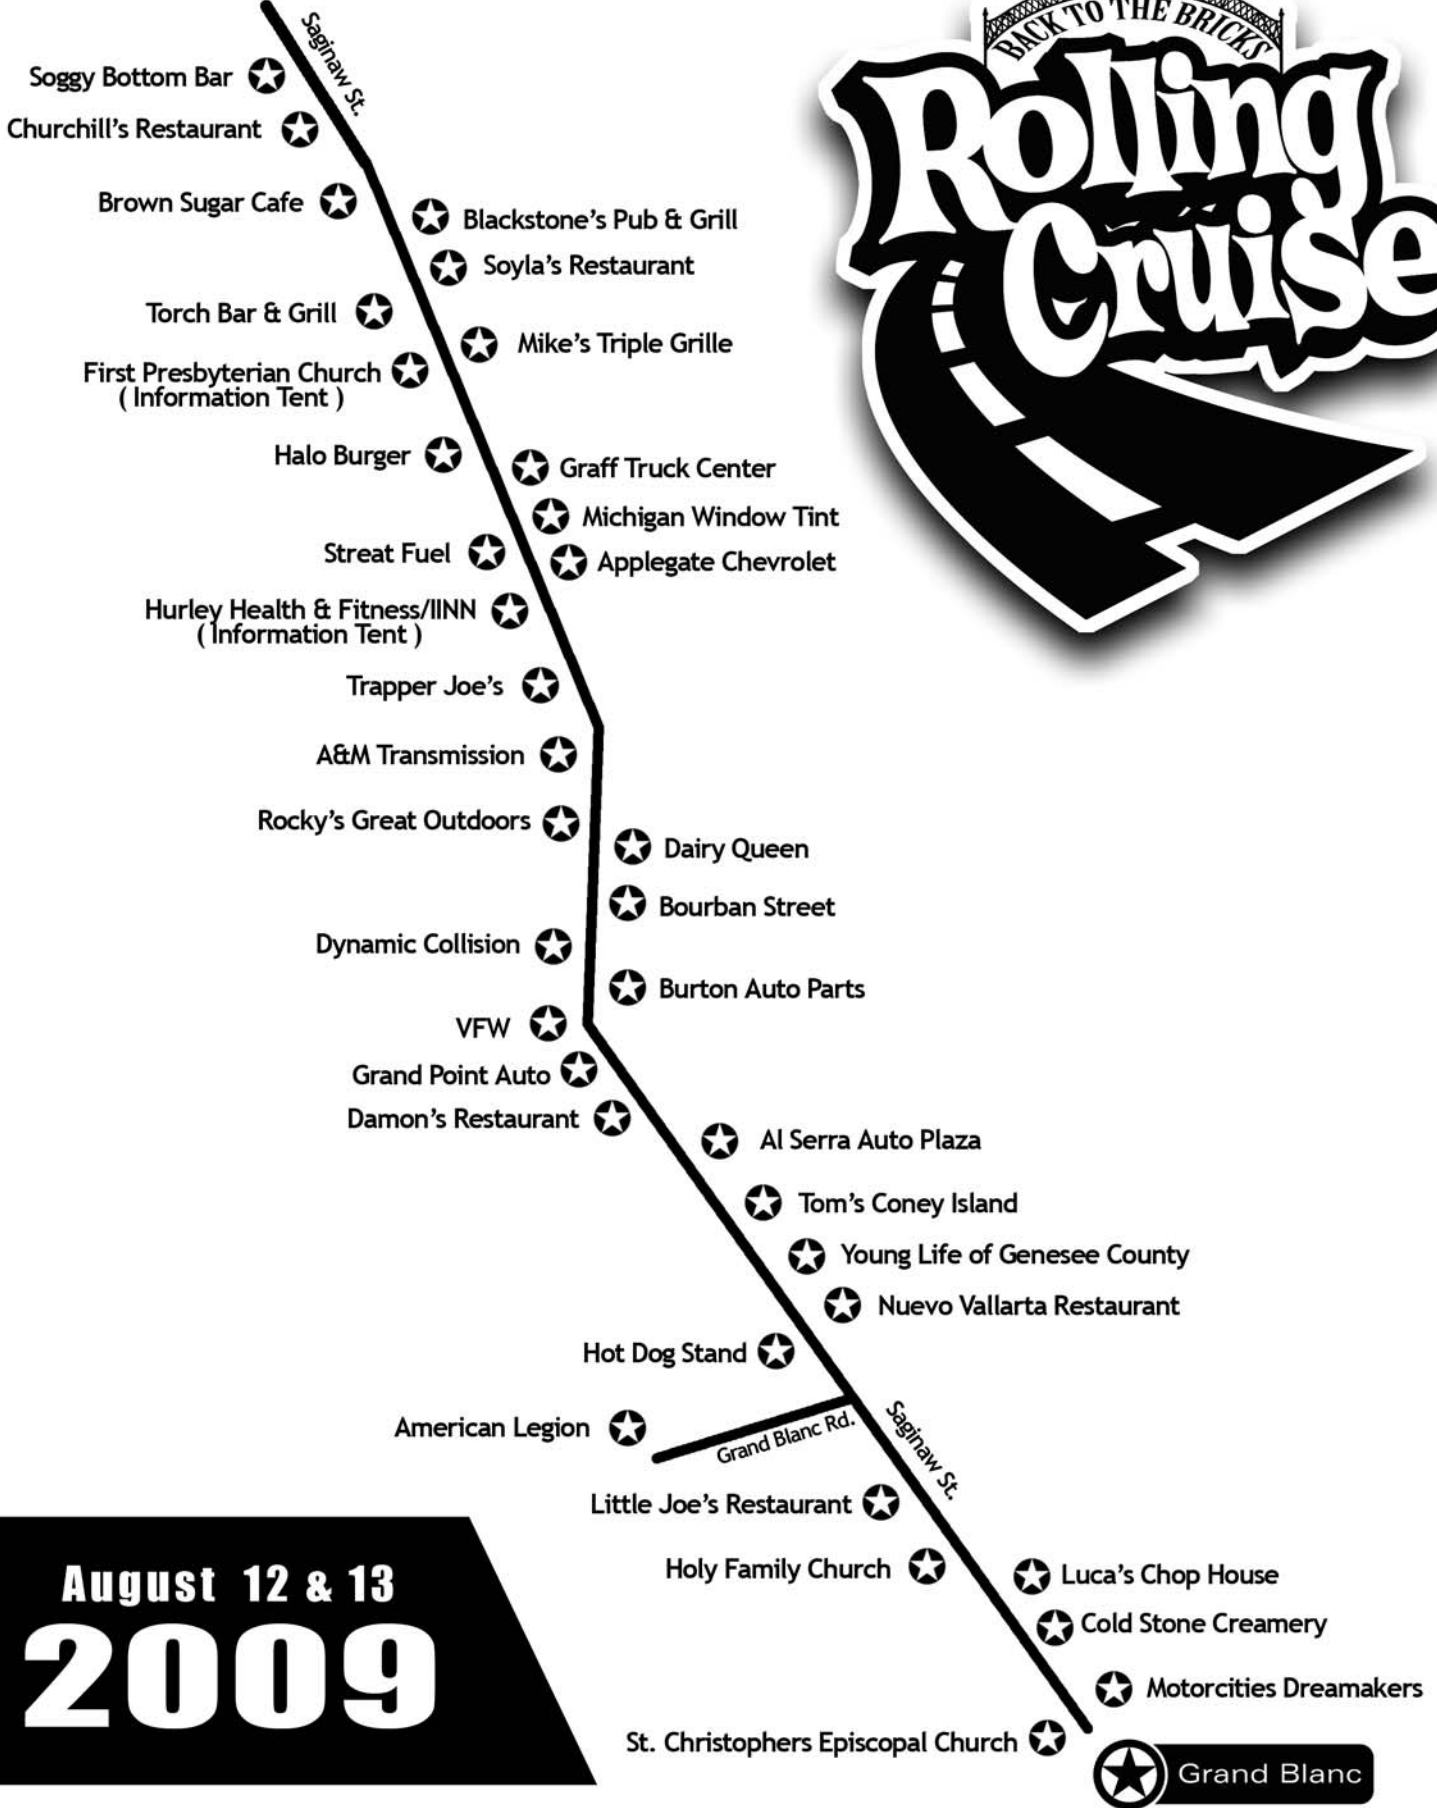 BACK TO THE BRICKS
Rolling
Cruise
Saginaw St.
Soggy Bottom Bar
Churchill's Restaurant
Brown Sugar Cafe
Blackstone's Pub & Grill
Soyla's Restaurant
Torch Bar & Grill
Mike's Triple Grille
First Presbyterian Church
( Information Tent )
Halo Burger
Graff Truck Center
Michigan Window Tint
Streat Fuel
Applegate Chevrolet
Hurley Health & Fitness/IINN
( Information Tent )
Trapper Joe's
A&M Transmission
Rocky's Great Outdoors
Dairy Queen
Bourban Street
Dynamic Collision
Burton Auto Parts
VFW
Grand Point Auto
Damon's Restaurant
Al Serra Auto Plaza
Tom's Coney Island
Young Life of Genesee County
Nuevo Vallarta Restaurant
Hot Dog Stand
American Legion
Grand Blanc Rd.
Saginaw St.
Little Joe's Restaurant
Holy Family Church
Luca's Chop House
Cold Stone Creamery
Motorcities Dreamakers
St. Christophers Episcopal Church
Grand Blanc
August 12 & 13
2009